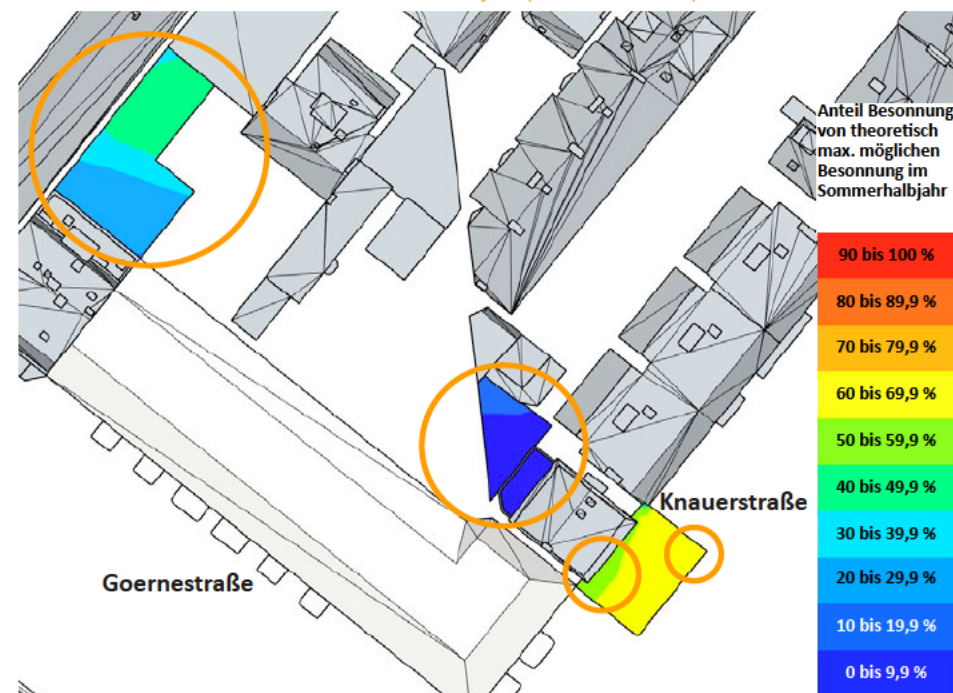 Anteil Besonnung
von theoretisch
max. möglichen
Besonnung im
Sommerhalbjahr
90 bis 100 %
80 bis 89,9 %
70 bis 79,9 %
60 bis 69,9 %
50 bis 59,9 %
40 bis 49,9 %
30 bis 39,9 %
20 bis 29,9 %
10 bis 19,9 %
0 bis 9,9 %
Knauerstraße
Goernestraße